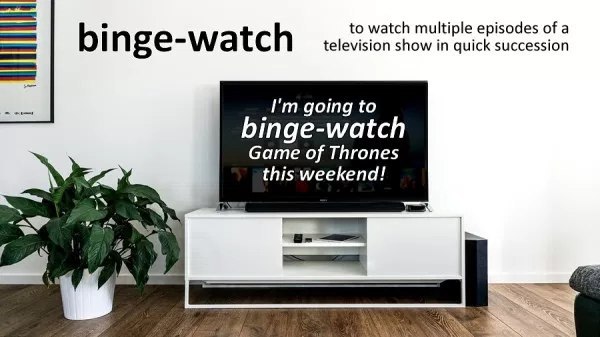 binge-watch
to watch multiple episodes of a
television show in quick succession
I'm going to
binge-watch
Game of Thrones
this weekend!